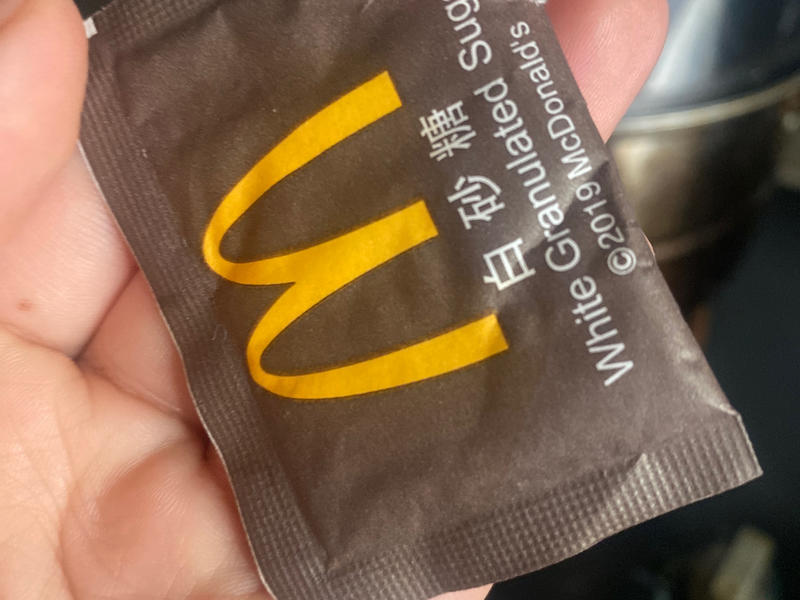 白砂糖
White Granulated Sug
©2019 McDonald's